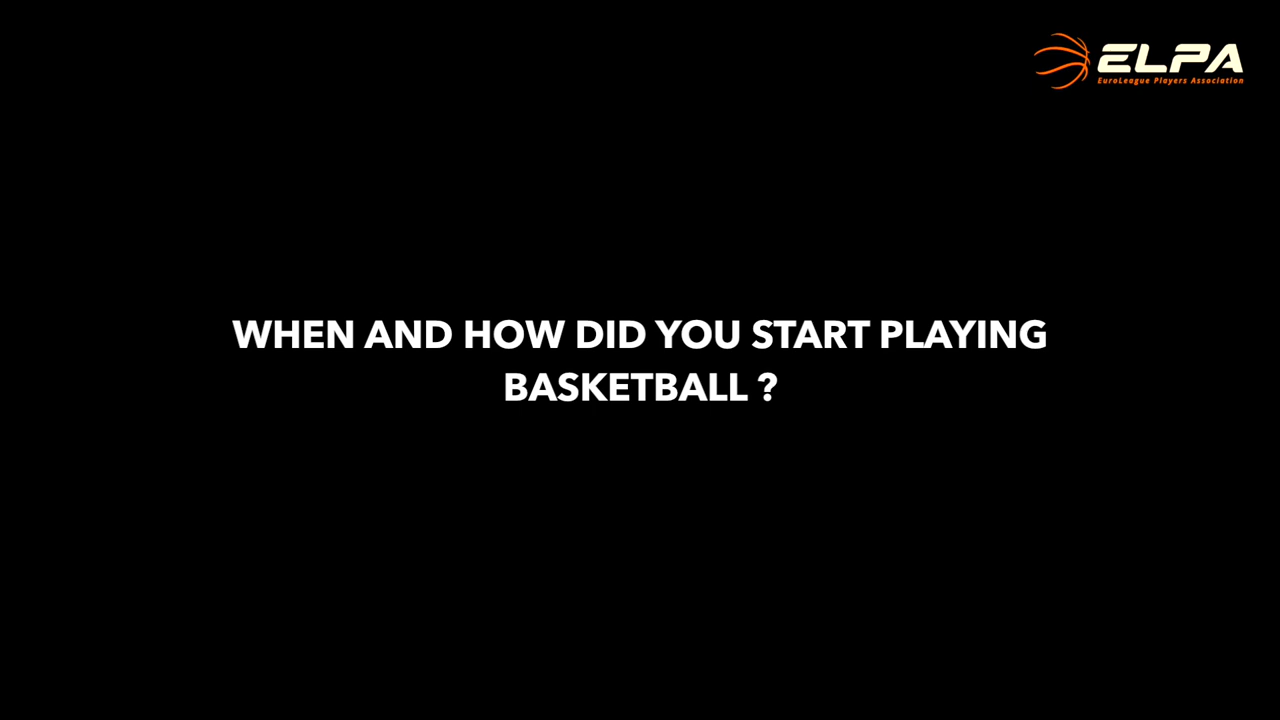 ELPA
EuroLeague Players Association
WHEN AND HOW DID YOU START PLAYING
BASKETBALL ?